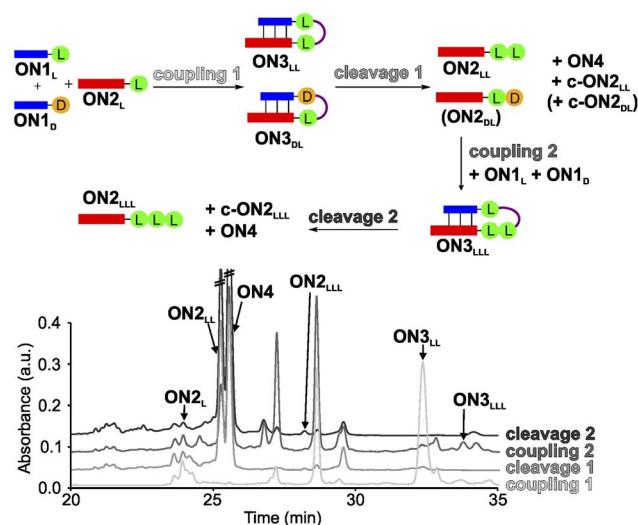 ON1L
+
ON1D
+
ON2L
coupling 1
ON3LL
ON3DL
cleavage 1
ON2LL
(ON2DL)
+ ON4
+ c-ON2LL
(+ c-ON2DL)
coupling 2
+ ON1L + ON1D
ON3LLL
cleavage 2
ON2LLL
+ c-ON2LLL
+ ON4
L
D
L
L
L
D
L
L L
L D
L
L L
L L L
Absorbance (a.u.)
0.4
0.3
0.2
0.1
0.0
20
25
30
35
Time (min)
ON2L
ON2LL
ON4
ON2LLL
ON3LL
ON3LLL
cleavage 2
coupling 2
cleavage 1
coupling 1